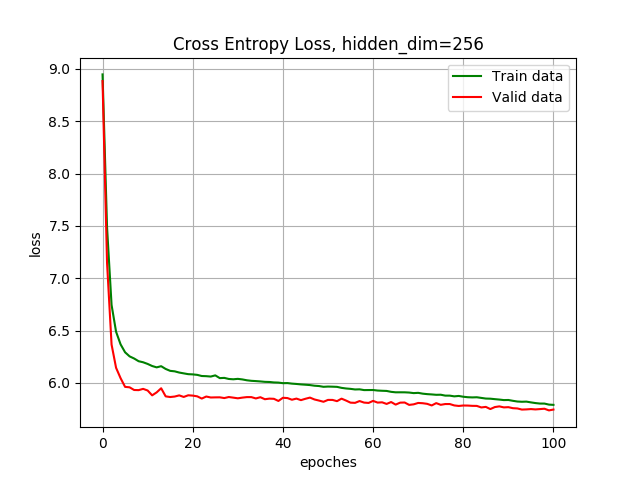 Cross Entropy Loss, hidden_dim=256
Train data
Valid data
9.0
8.5
8.0
7.5
7.0
6.5
6.0
loss
0 20 40 60 80 100
epoches